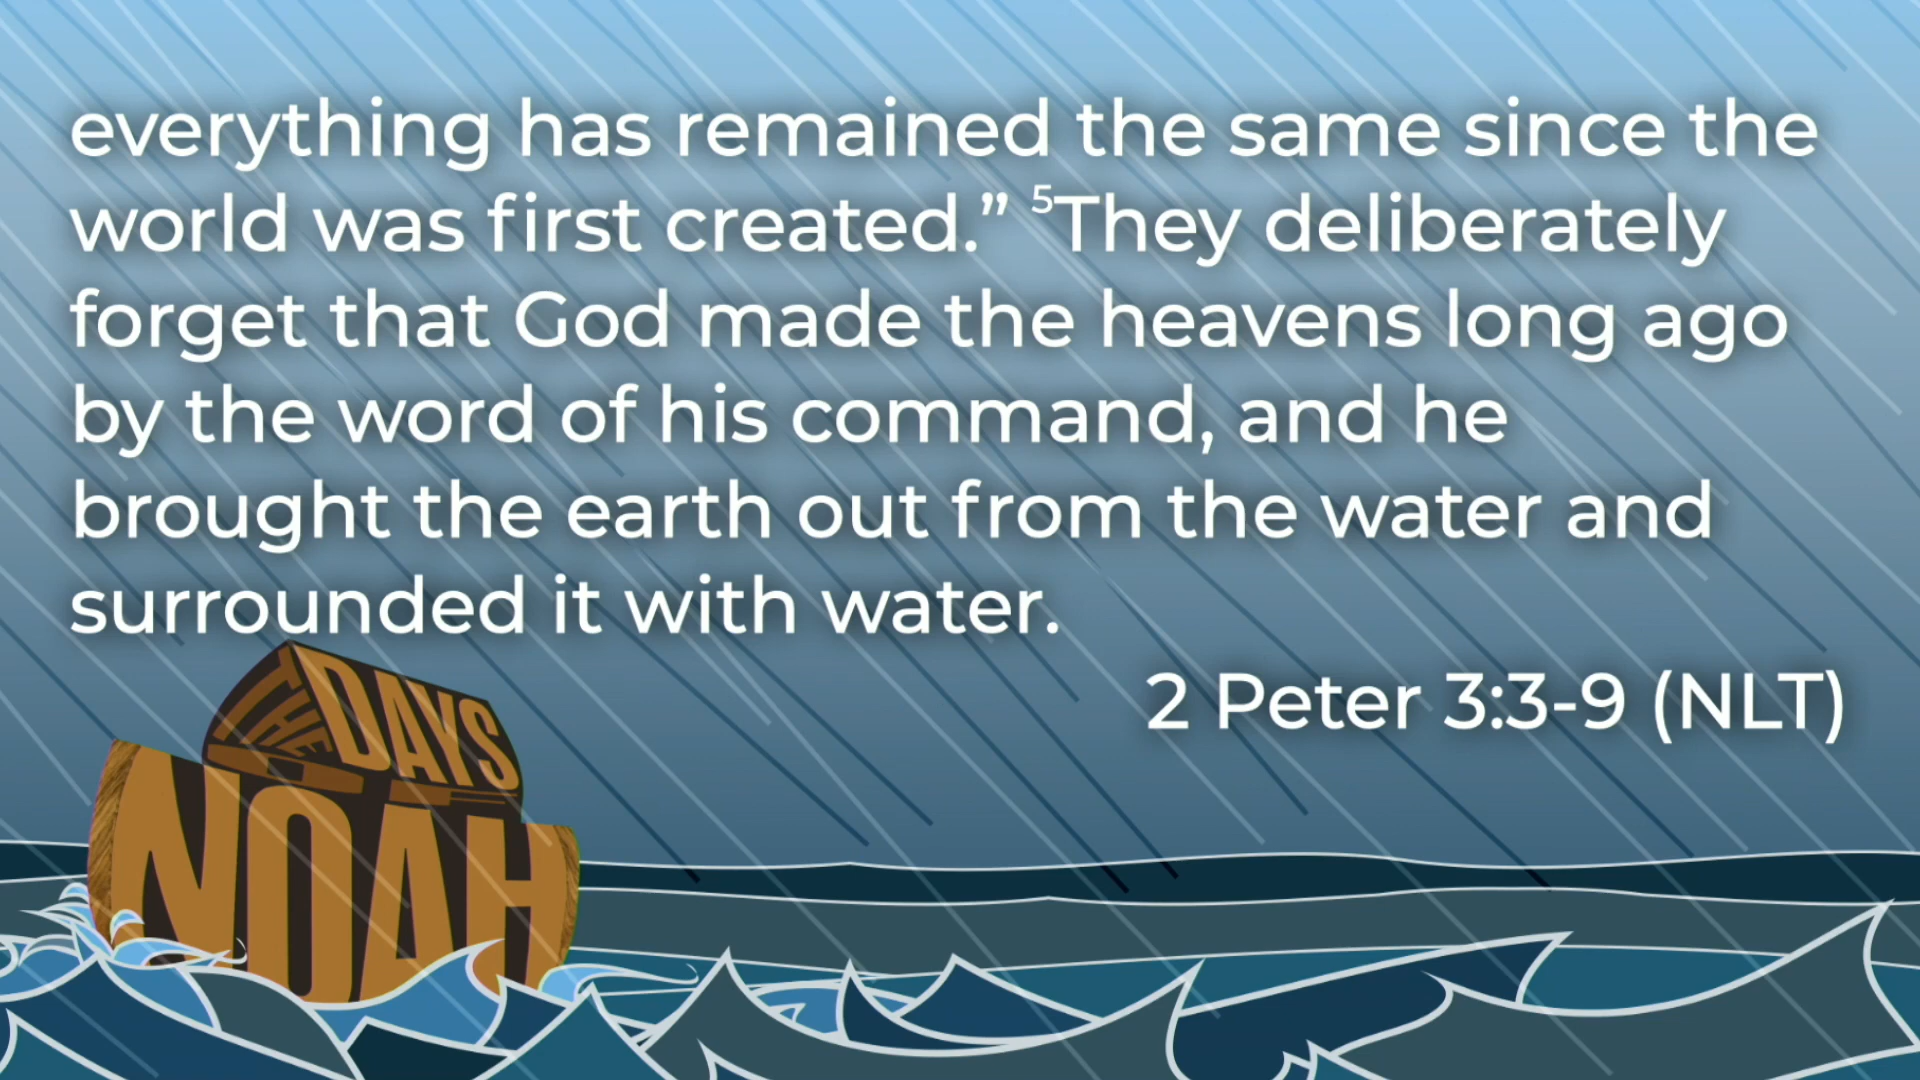 everything has remained the same since the
world was first created.” ⁵They deliberately
forget that God made the heavens long ago
by the word of his command, and he
brought the earth out from the water and
surrounded it with water.
2 Peter 3:3-9 (NLT)
THE DAYS
NOAH